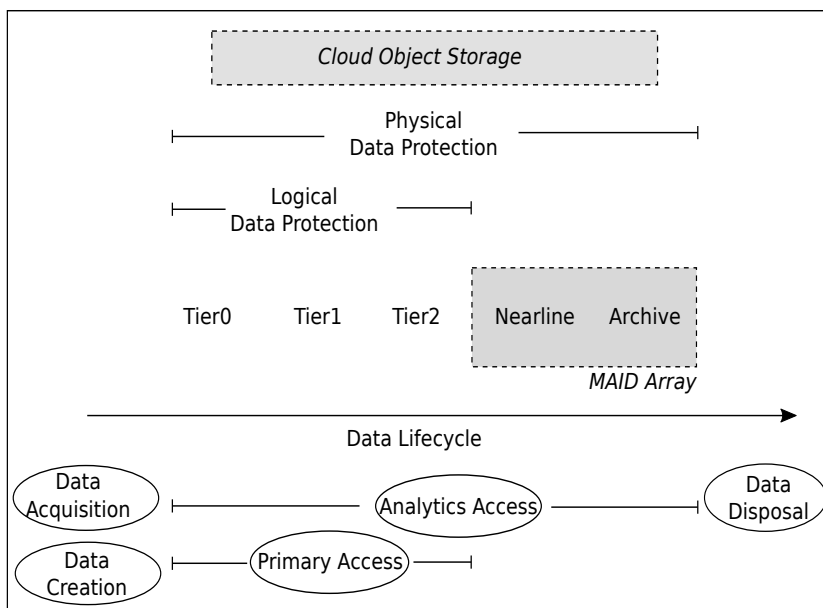 Cloud Object Storage
Physical
Data Protection
Logical
Data Protection
Tier0 Tier1 Tier2 Nearline Archive
MAID Array
Data Lifecycle
Data
Acquisition
Analytics Access
Data
Disposal
Data
Creation
Primary Access